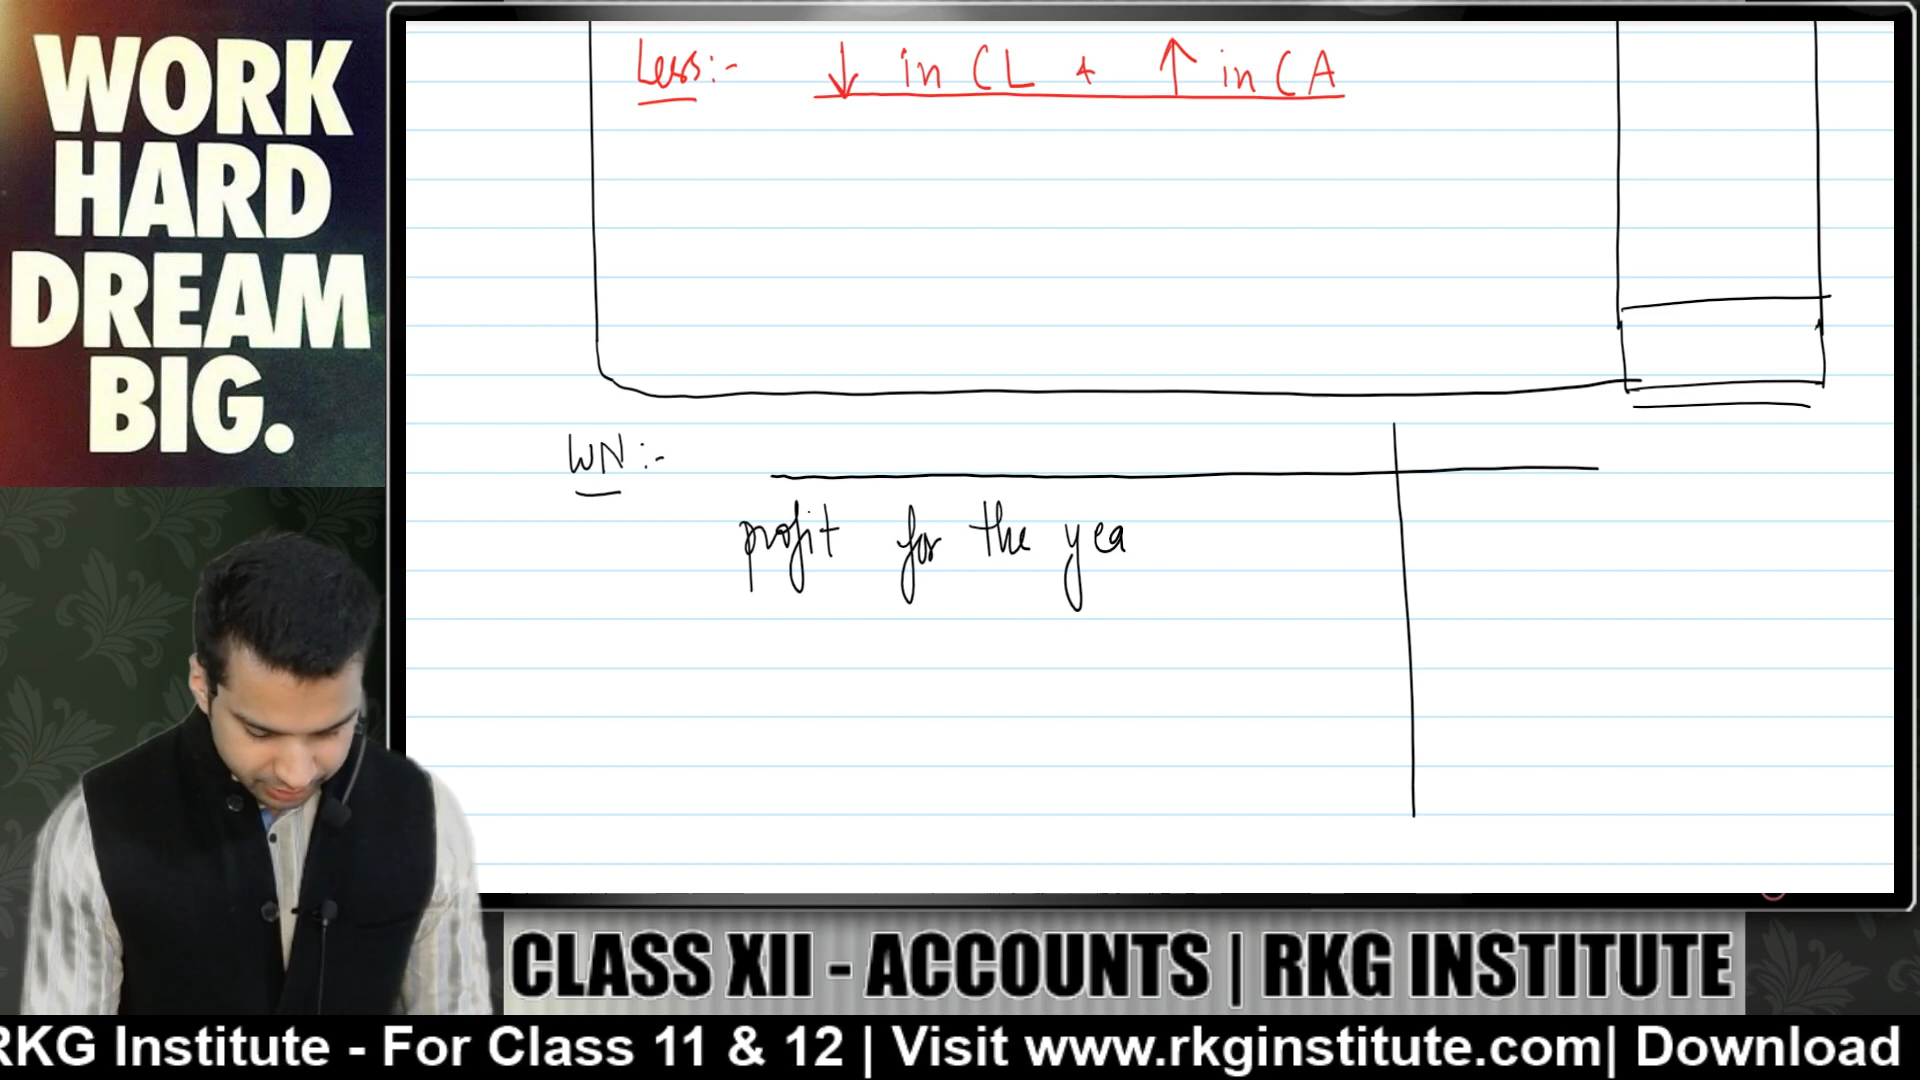 WORK
HARD
DREAM
BIG.
Less:- ↓ in CL + ↑ in CA
WN:-
profit for the yea
CLASS XII - ACCOUNTS | RKG INSTITUTE
RKG Institute - For Class 11 & 12 | Visit www.rkginstitute.com| Download